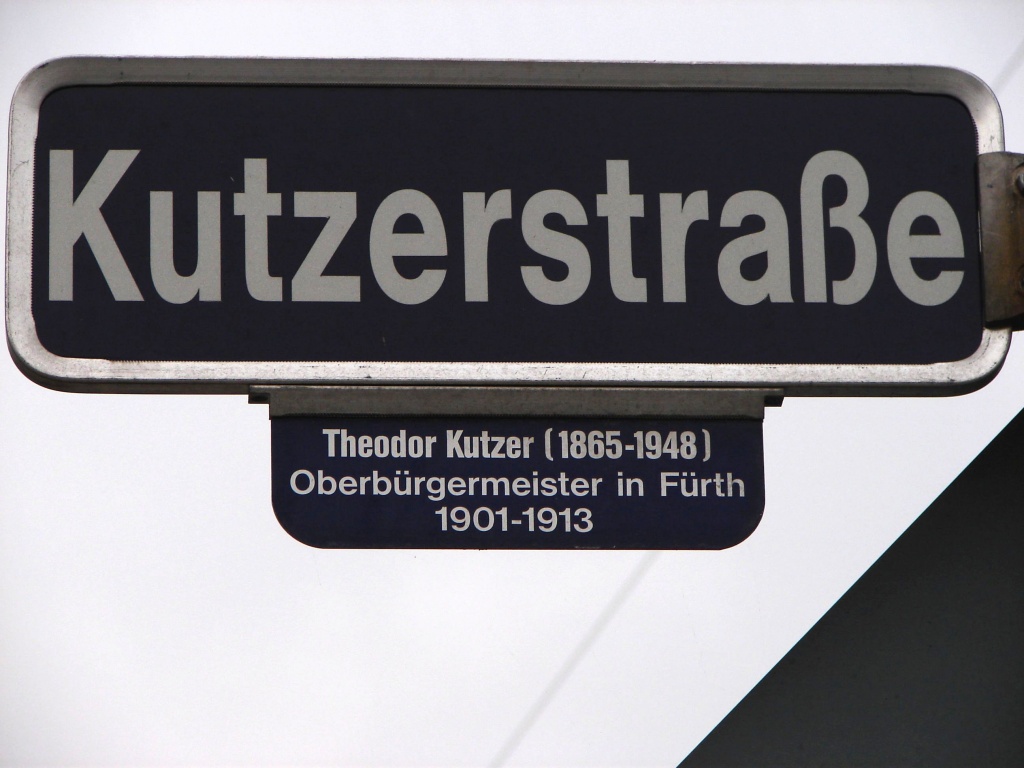 Kutzerstraße
Theodor Kutzer (1865-1948)
Oberbürgermeister in Fürth
1901-1913